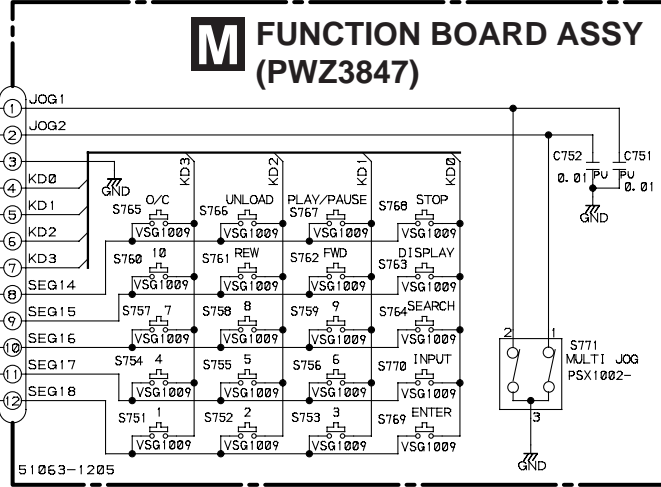 M FUNCTION BOARD ASSY
(PWZ3847)
1 JOG1
2 JOG2
3
GND
4 KD0
5 KD1
6 KD2
7 KD3
8 SEG14
9 SEG15
10 SEG16
11 SEG17
12 SEG18
51063-1205
KD3 KD2 KD1 KD0
S765 O/C VSG1009
S766 UNLOAD VSG1009
S767 PLAY/PAUSE VSG1009
S768 STOP VSG1009
S760 10 VSG1009
S761 REW VSG1009
S762 FWD VSG1009
S763 DISPLAY VSG1009
S757 7 VSG1009
S758 8 VSG1009
S759 9 VSG1009
S764 SEARCH VSG1009
S754 4 VSG1009
S755 5 VSG1009
S756 6 VSG1009
S770 INPUT VSG1009
S751 1 VSG1009
S752 2 VSG1009
S753 3 VSG1009
S769 ENTER VSG1009
C752 C751
0.01 PV PV 0.01
GND
2 1
S771
MULTI JOG
PSX1002-
3
GND